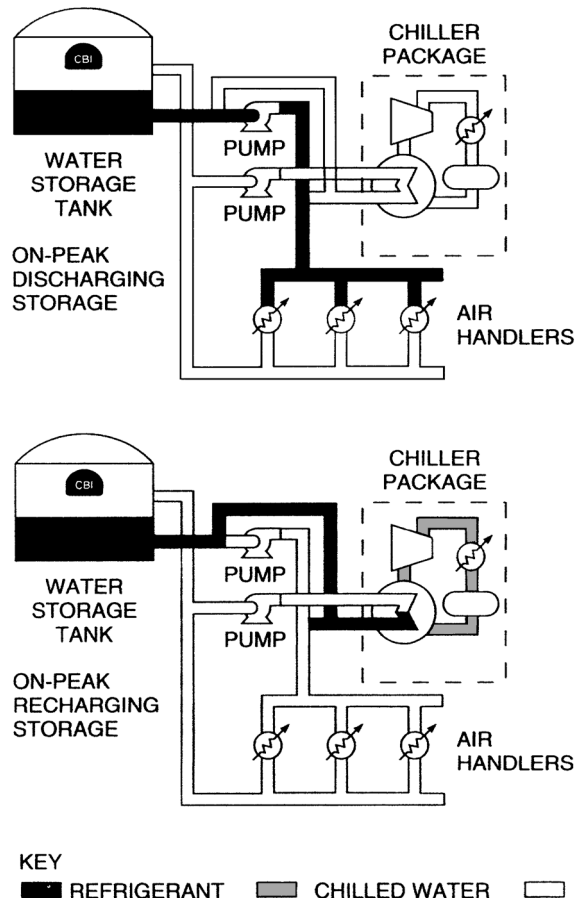 CBI
CHILLER
PACKAGE
PUMP
WATER
STORAGE
TANK
PUMP
ON-PEAK
DISCHARGING
STORAGE
AIR
HANDLERS
CBI
CHILLER
PACKAGE
PUMP
WATER
STORAGE
TANK
PUMP
ON-PEAK
RECHARGING
STORAGE
AIR
HANDLERS
KEY
REFRIGERANT CHILLED WATER